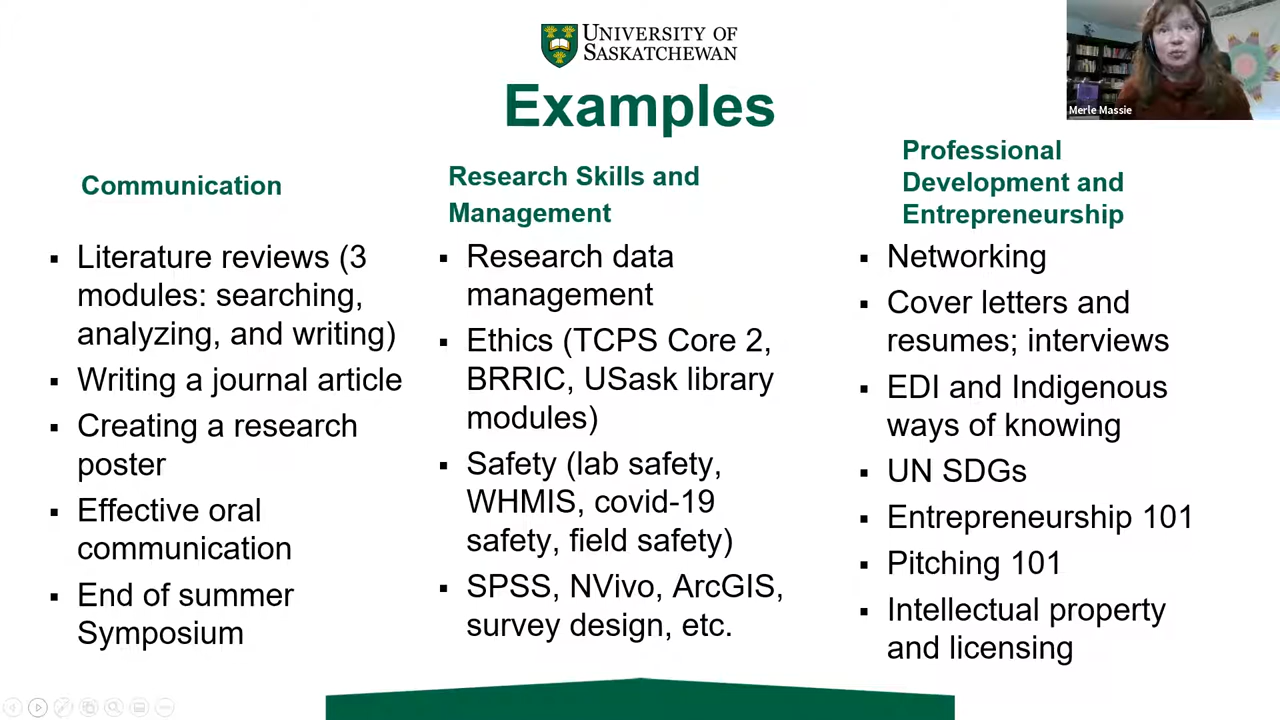 UNIVERSITY OF
SASKATCHEWAN
Examples
Merle Massie
Communication
▪ Literature reviews (3
modules: searching,
analyzing, and writing)
▪ Writing a journal article
▪ Creating a research
poster
▪ Effective oral
communication
▪ End of summer
Symposium
Research Skills and
Management
▪ Research data
management
▪ Ethics (TCPS Core 2,
BRRIC, USask library
modules)
▪ Safety (lab safety,
WHMIS, covid-19
safety, field safety)
▪ SPSS, NVivo, ArcGIS,
survey design, etc.
Professional
Development and
Entrepreneurship
▪ Networking
▪ Cover letters and
resumes; interviews
▪ EDI and Indigenous
ways of knowing
▪ UN SDGs
▪ Entrepreneurship 101
▪ Pitching 101
▪ Intellectual property
and licensing